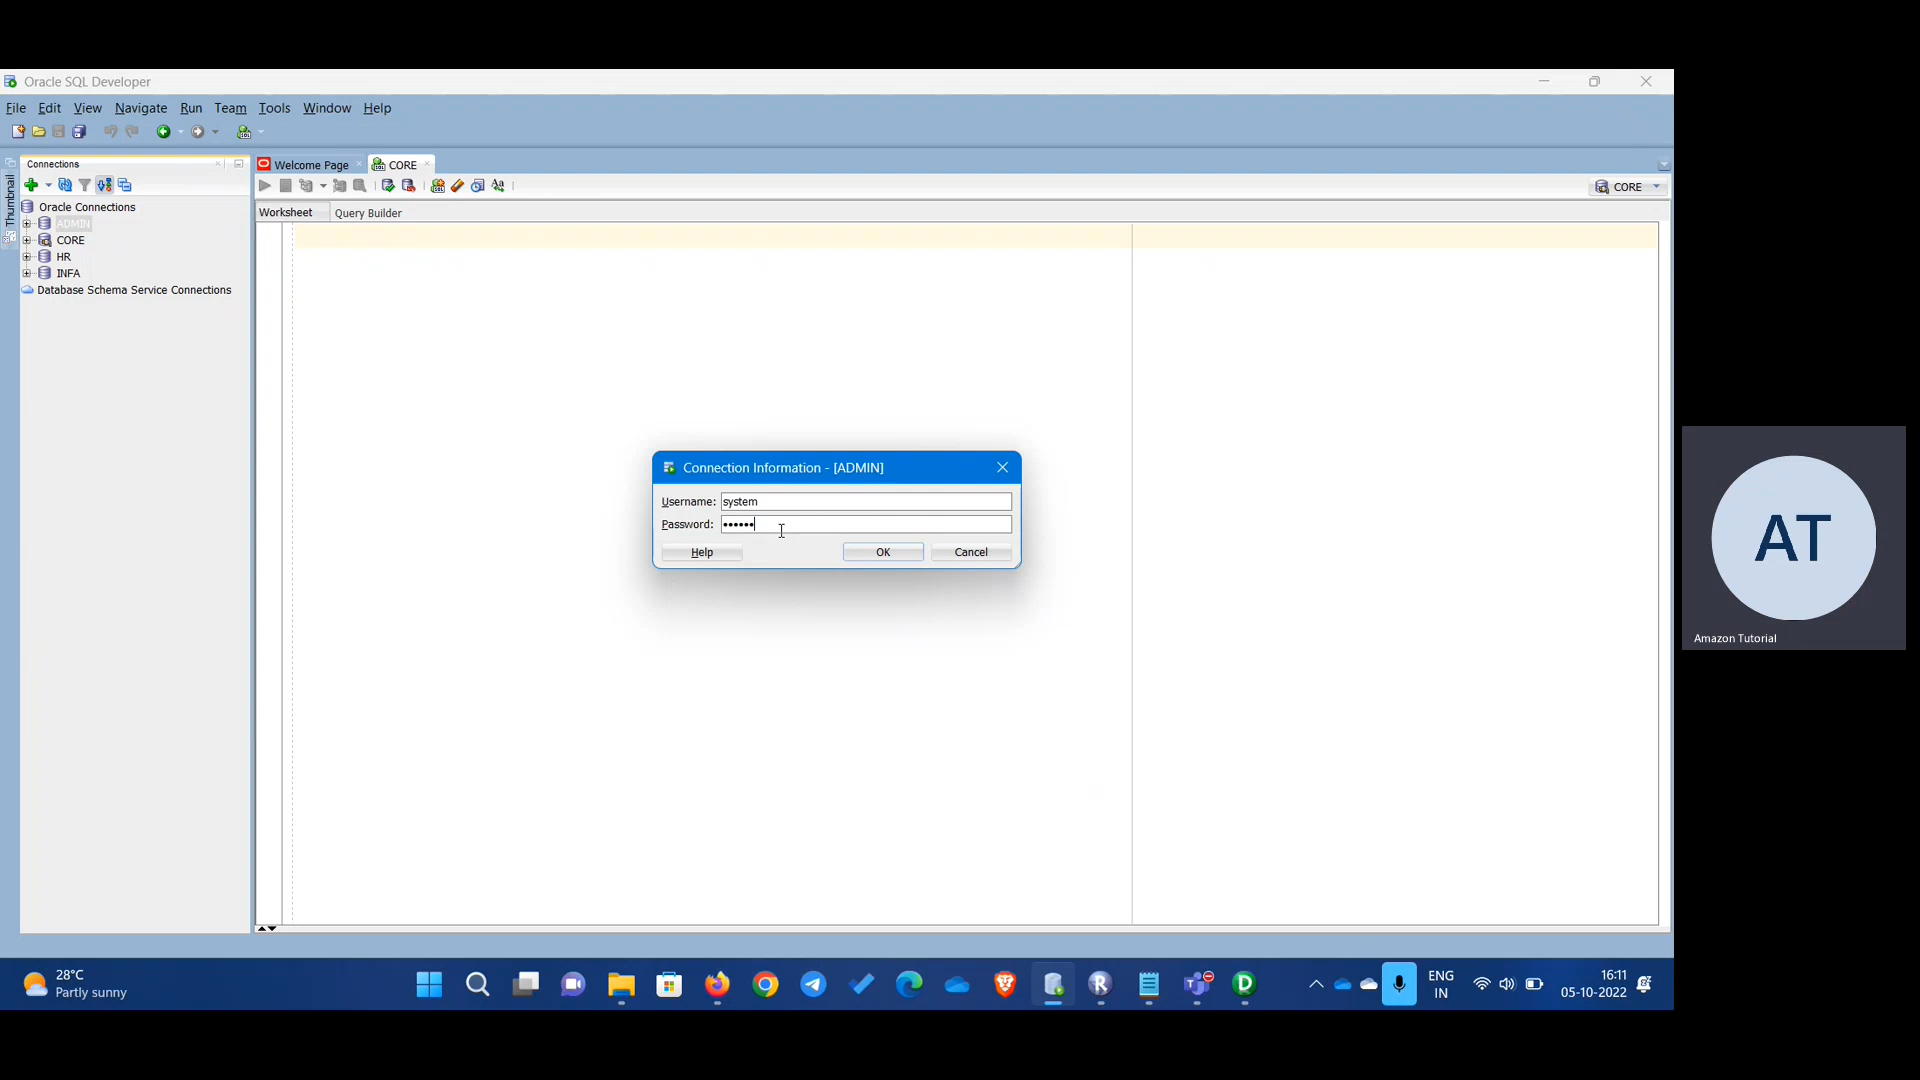 Oracle SQL Developer
File Edit View Navigate Run Team Tools Window Help
Thumbnail
Connections
Oracle Connections
ADMIN
CORE
HR
INFA
Database Schema Service Connections
Welcome Page
CORE
CORE
Worksheet
Query Builder
Connection Information - [ADMIN]
Username: system
Password: ••••••
Help
OK
Cancel
AT
Amazon Tutorial
28°C
Partly sunny
ENG
IN
16:11
05-10-2022